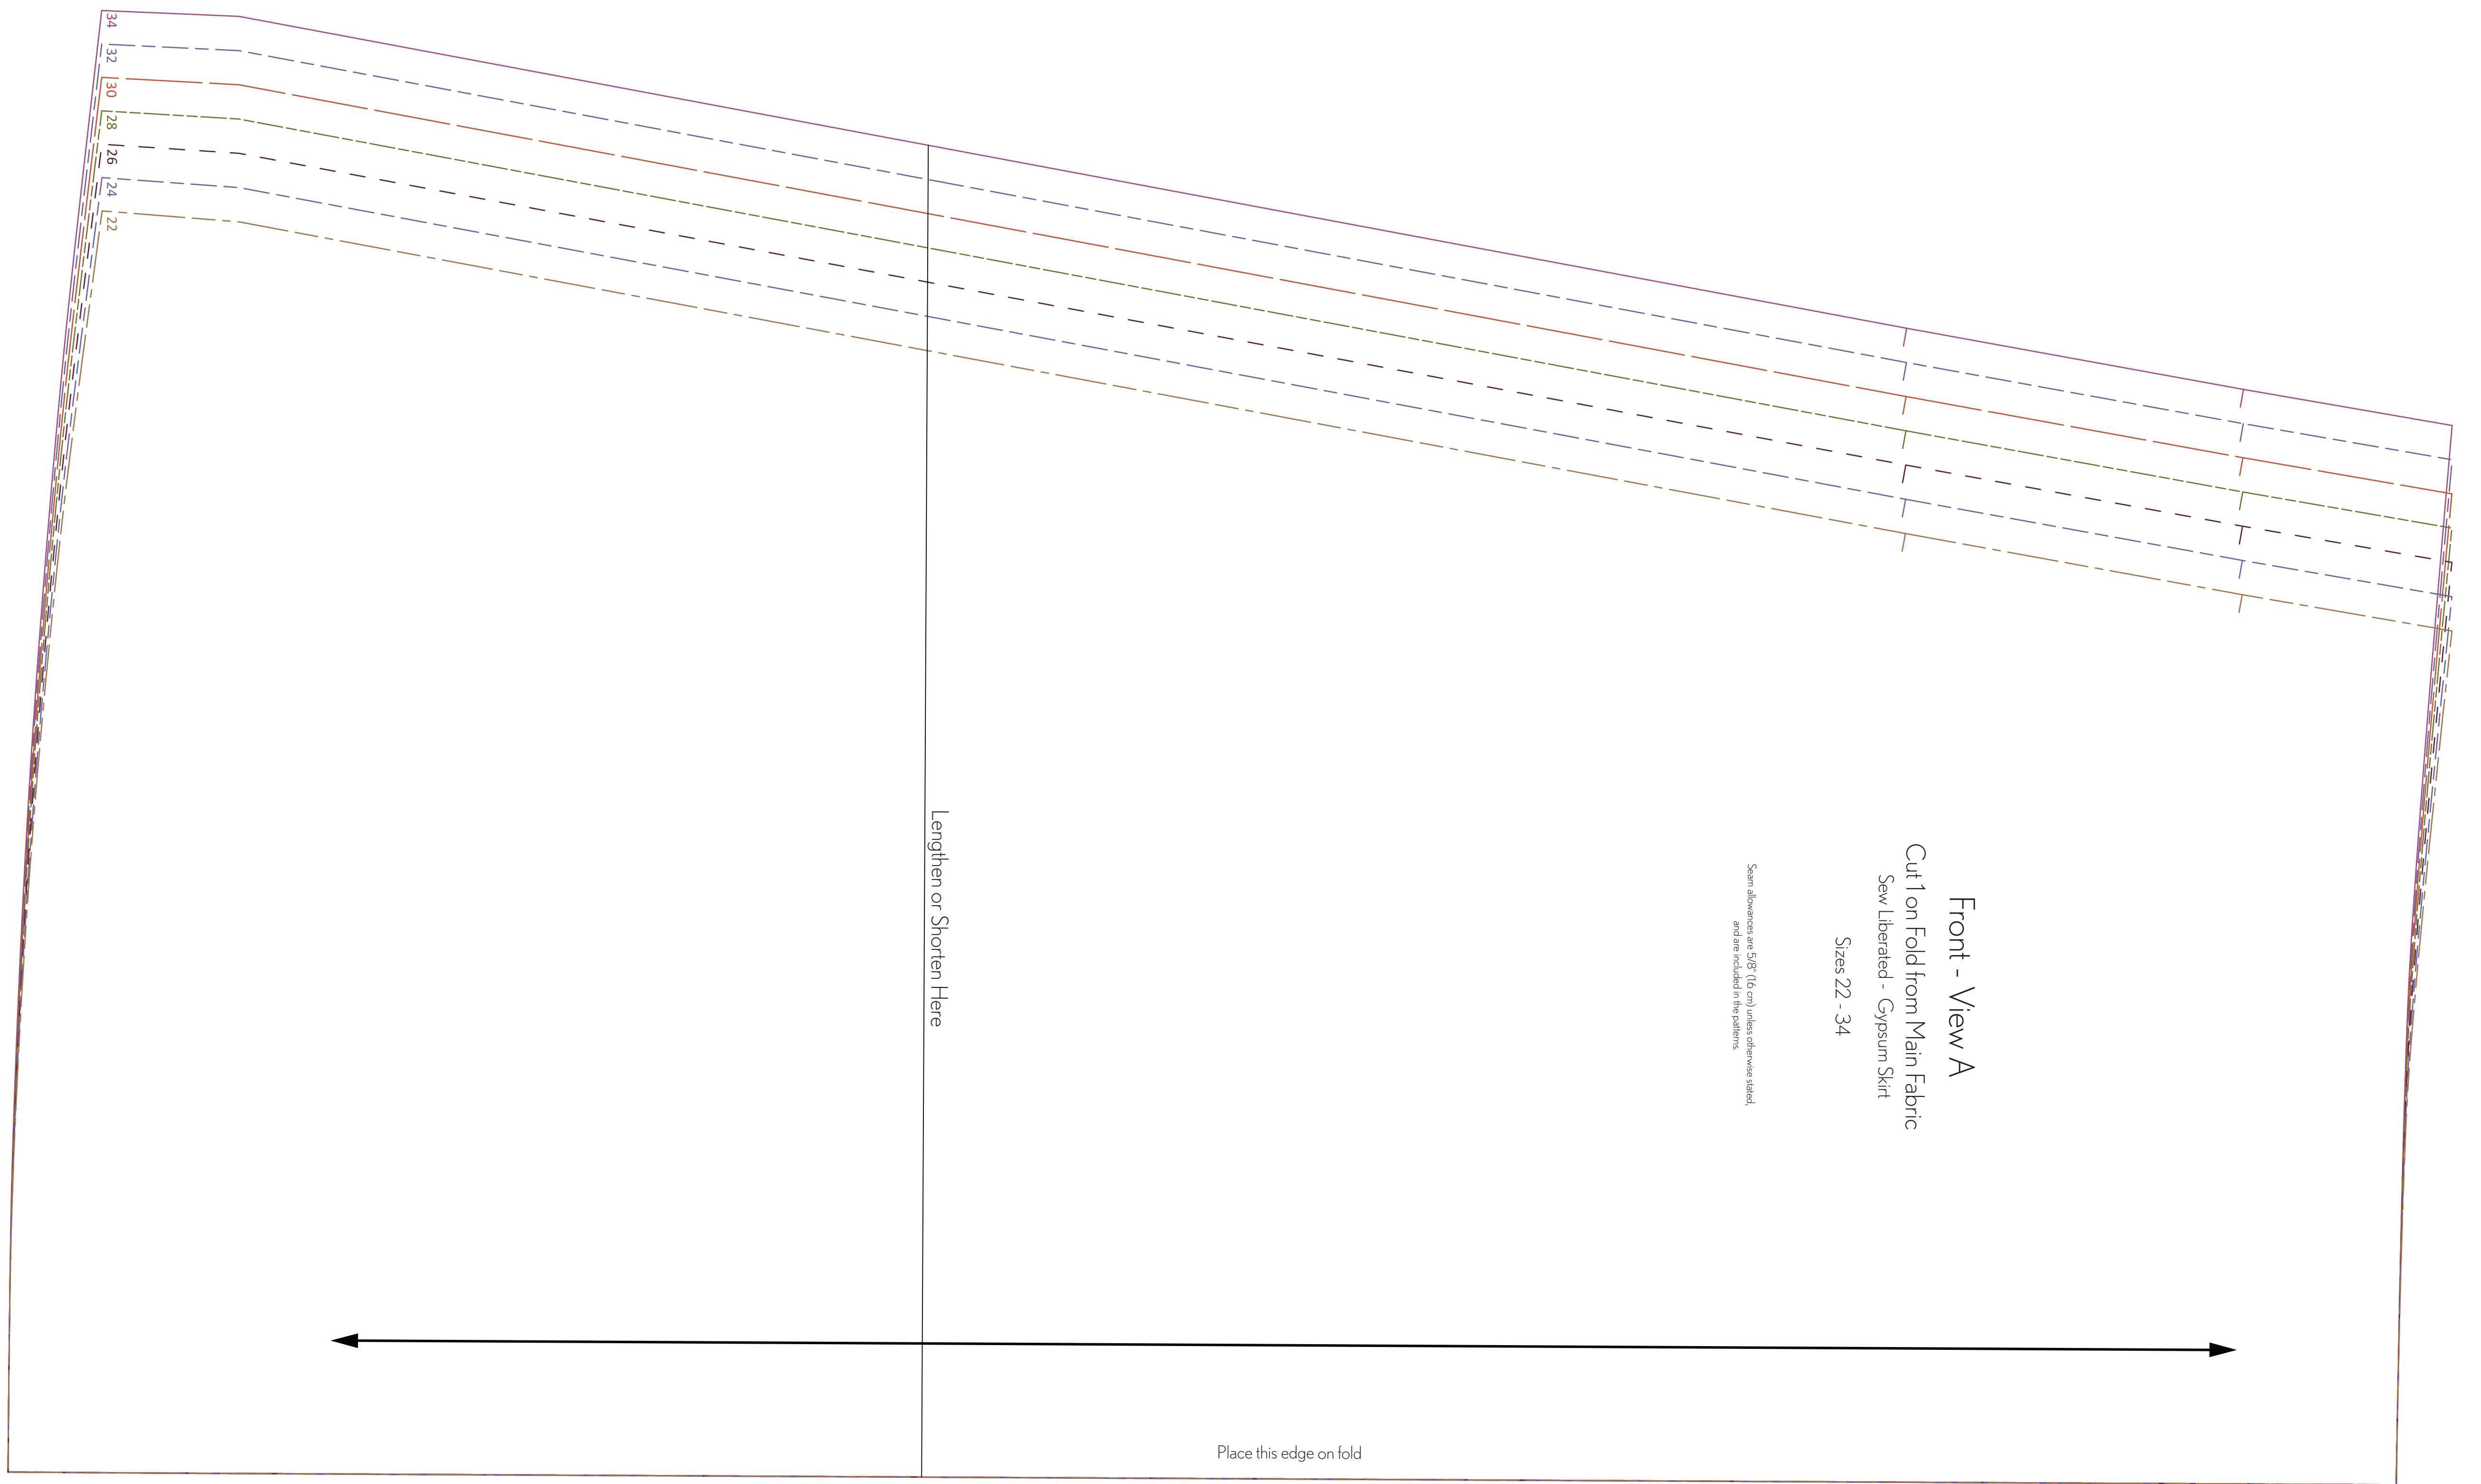 34
32
30
28
26
24
22
Lengthen or Shorten Here
Front - View A
Cut 1 on Fold from Main Fabric
Sew Liberated - Gypsum Skirt
Sizes 22 - 34
Seam allowances are 5/8" (1.6 cm) unless otherwise stated,
and are included in the patterns.
Place this edge on fold